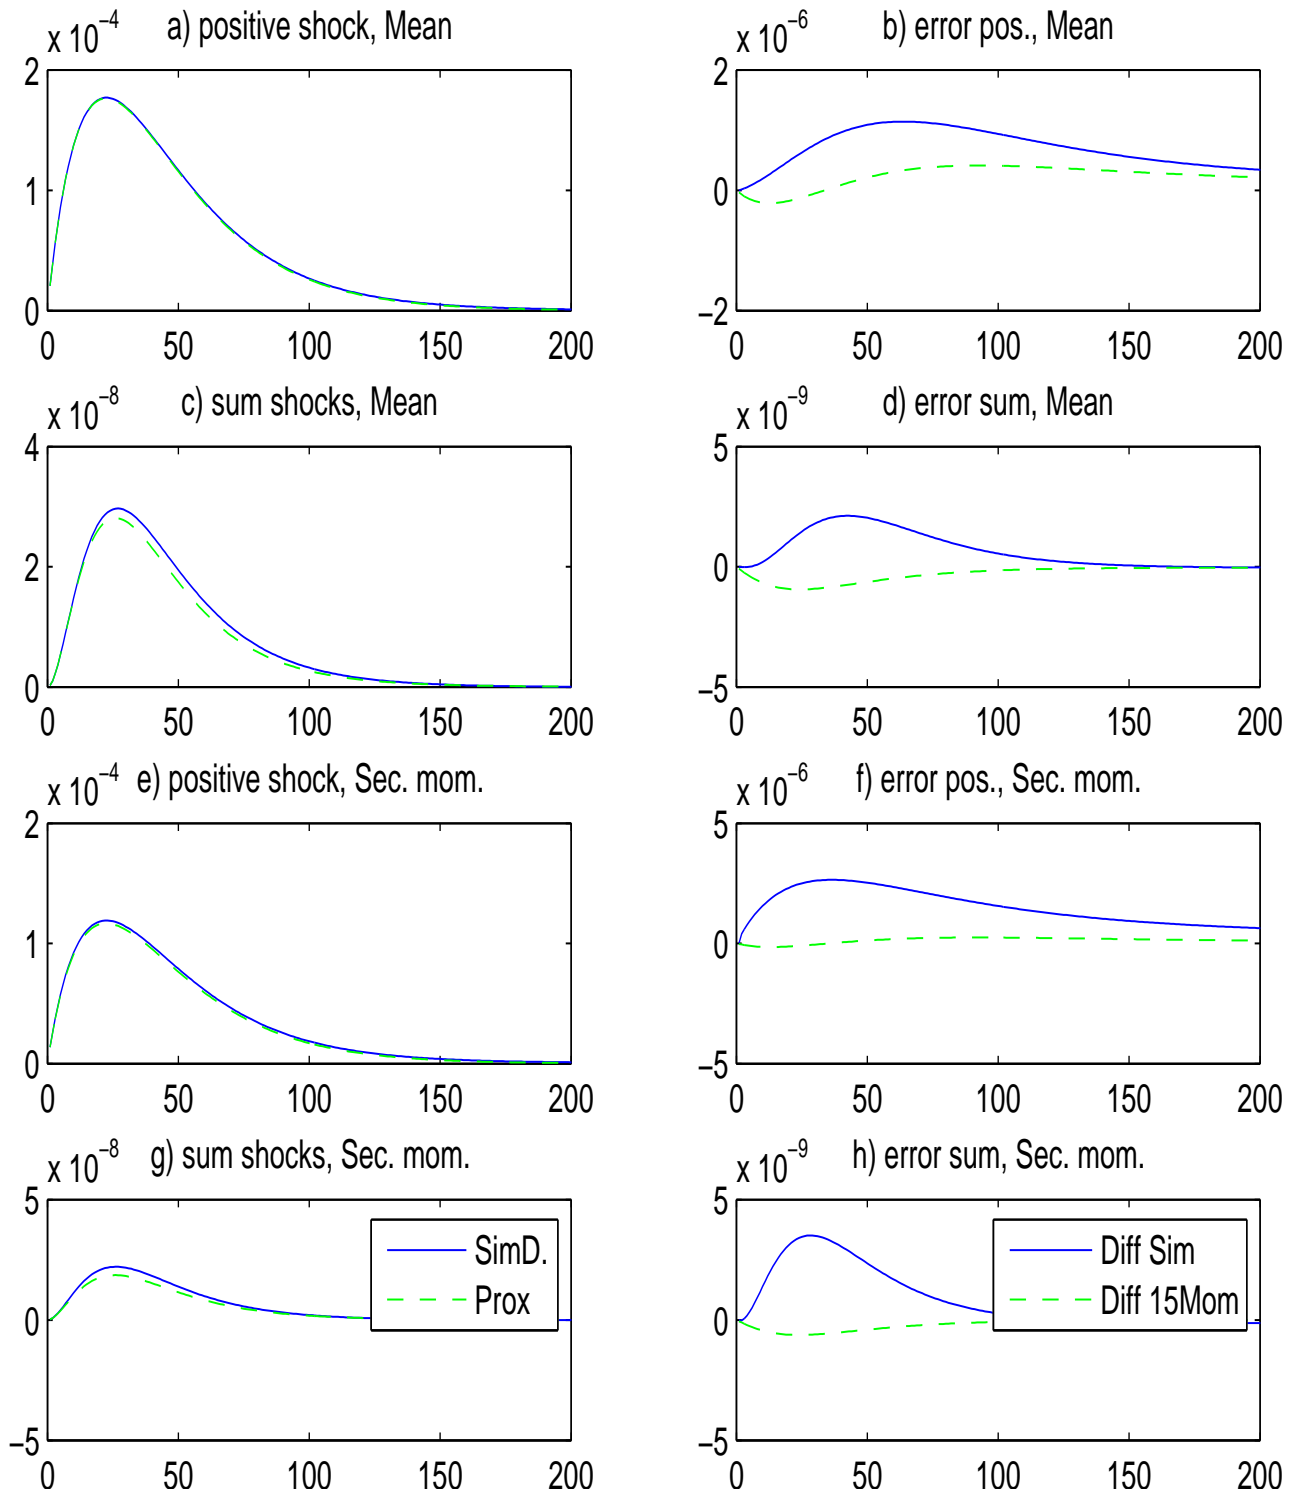 x 10⁻⁴ a) positive shock, Mean
2
1
0
0 50 100 150 200
x 10⁻⁶ b) error pos., Mean
2
0
−2
0 50 100 150 200
x 10⁻⁸ c) sum shocks, Mean
4
2
0
0 50 100 150 200
x 10⁻⁹ d) error sum, Mean
5
0
−5
0 50 100 150 200
x 10⁻⁴ e) positive shock, Sec. mom.
2
1
0
0 50 100 150 200
x 10⁻⁶ f) error pos., Sec. mom.
5
0
−5
0 50 100 150 200
x 10⁻⁸ g) sum shocks, Sec. mom.
5
0
−5
0 50 100 150 200
SimD.
Prox
x 10⁻⁹ h) error sum, Sec. mom.
5
0
−5
0 50 100 150 200
Diff Sim
Diff 15Mom